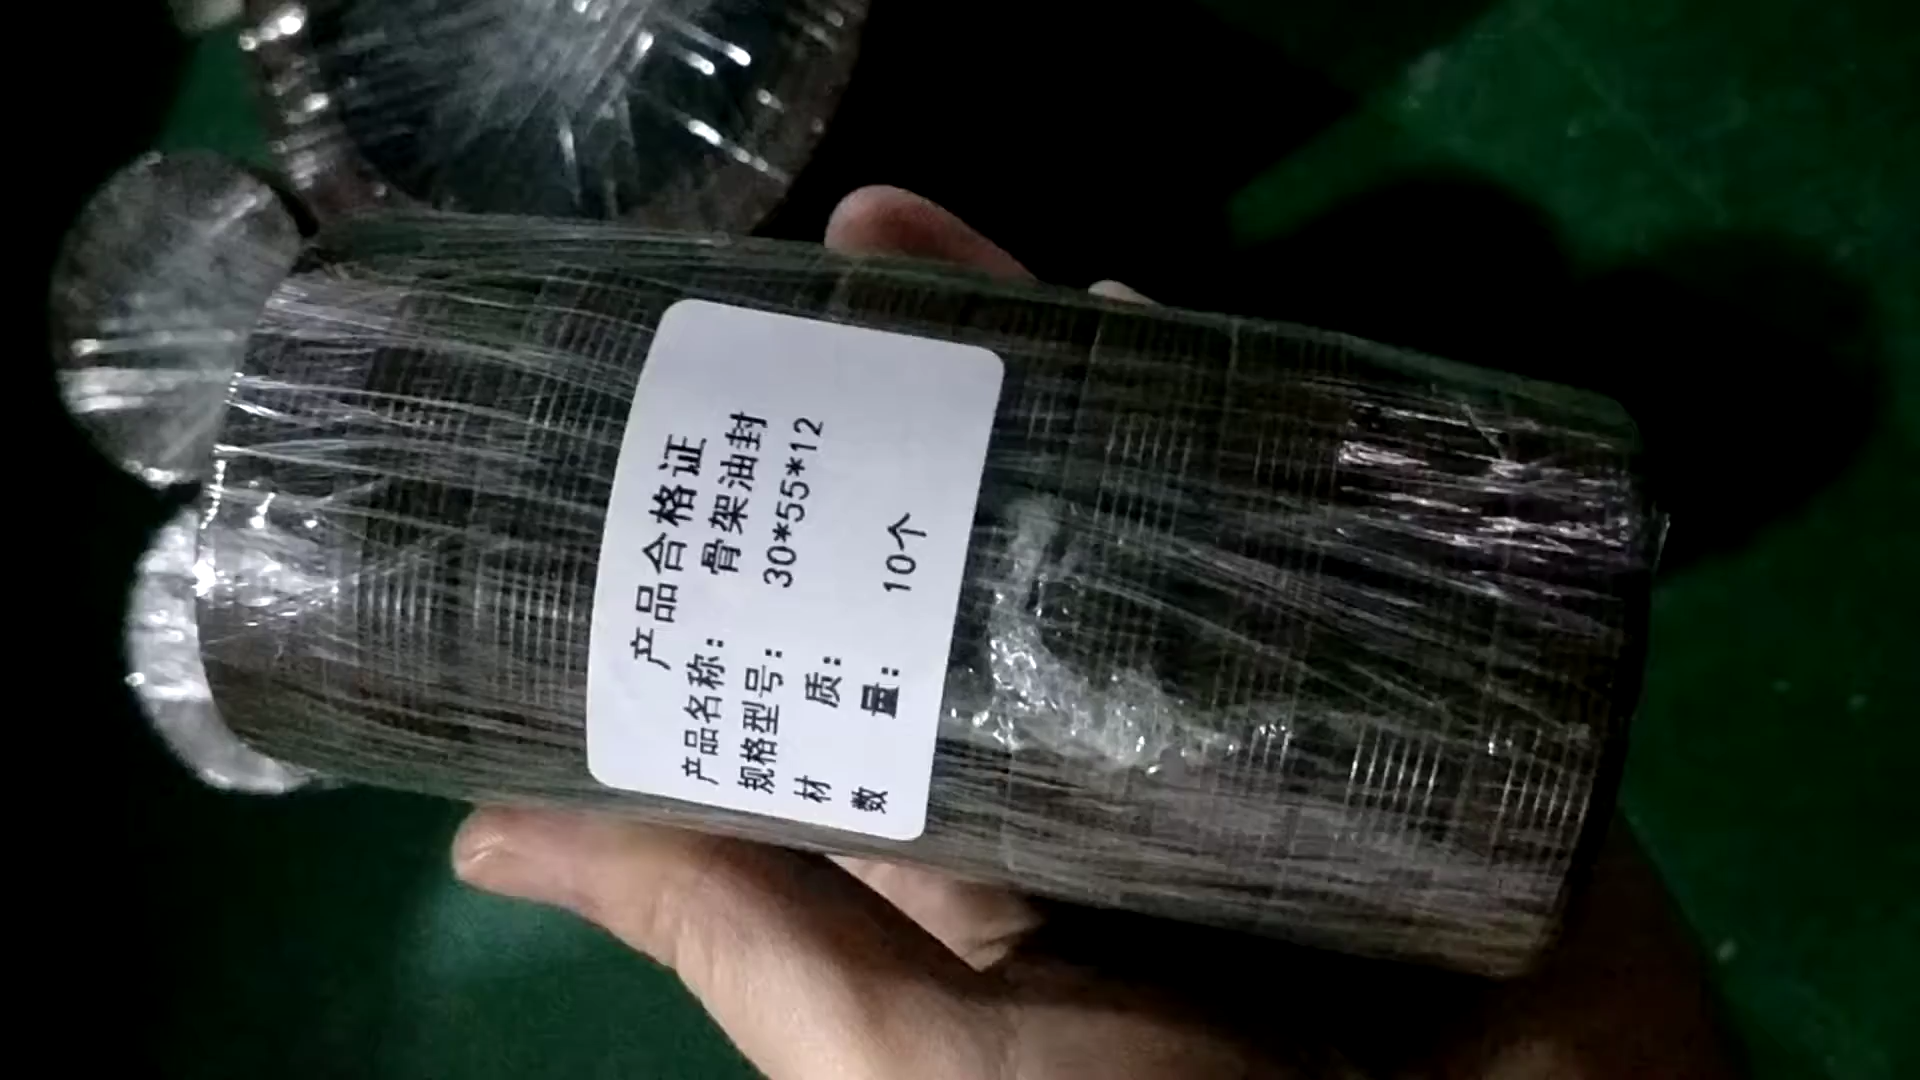 产品合格证
产品名称：骨架油封
规格型号：30*55*12
材 质：
数 量：10个